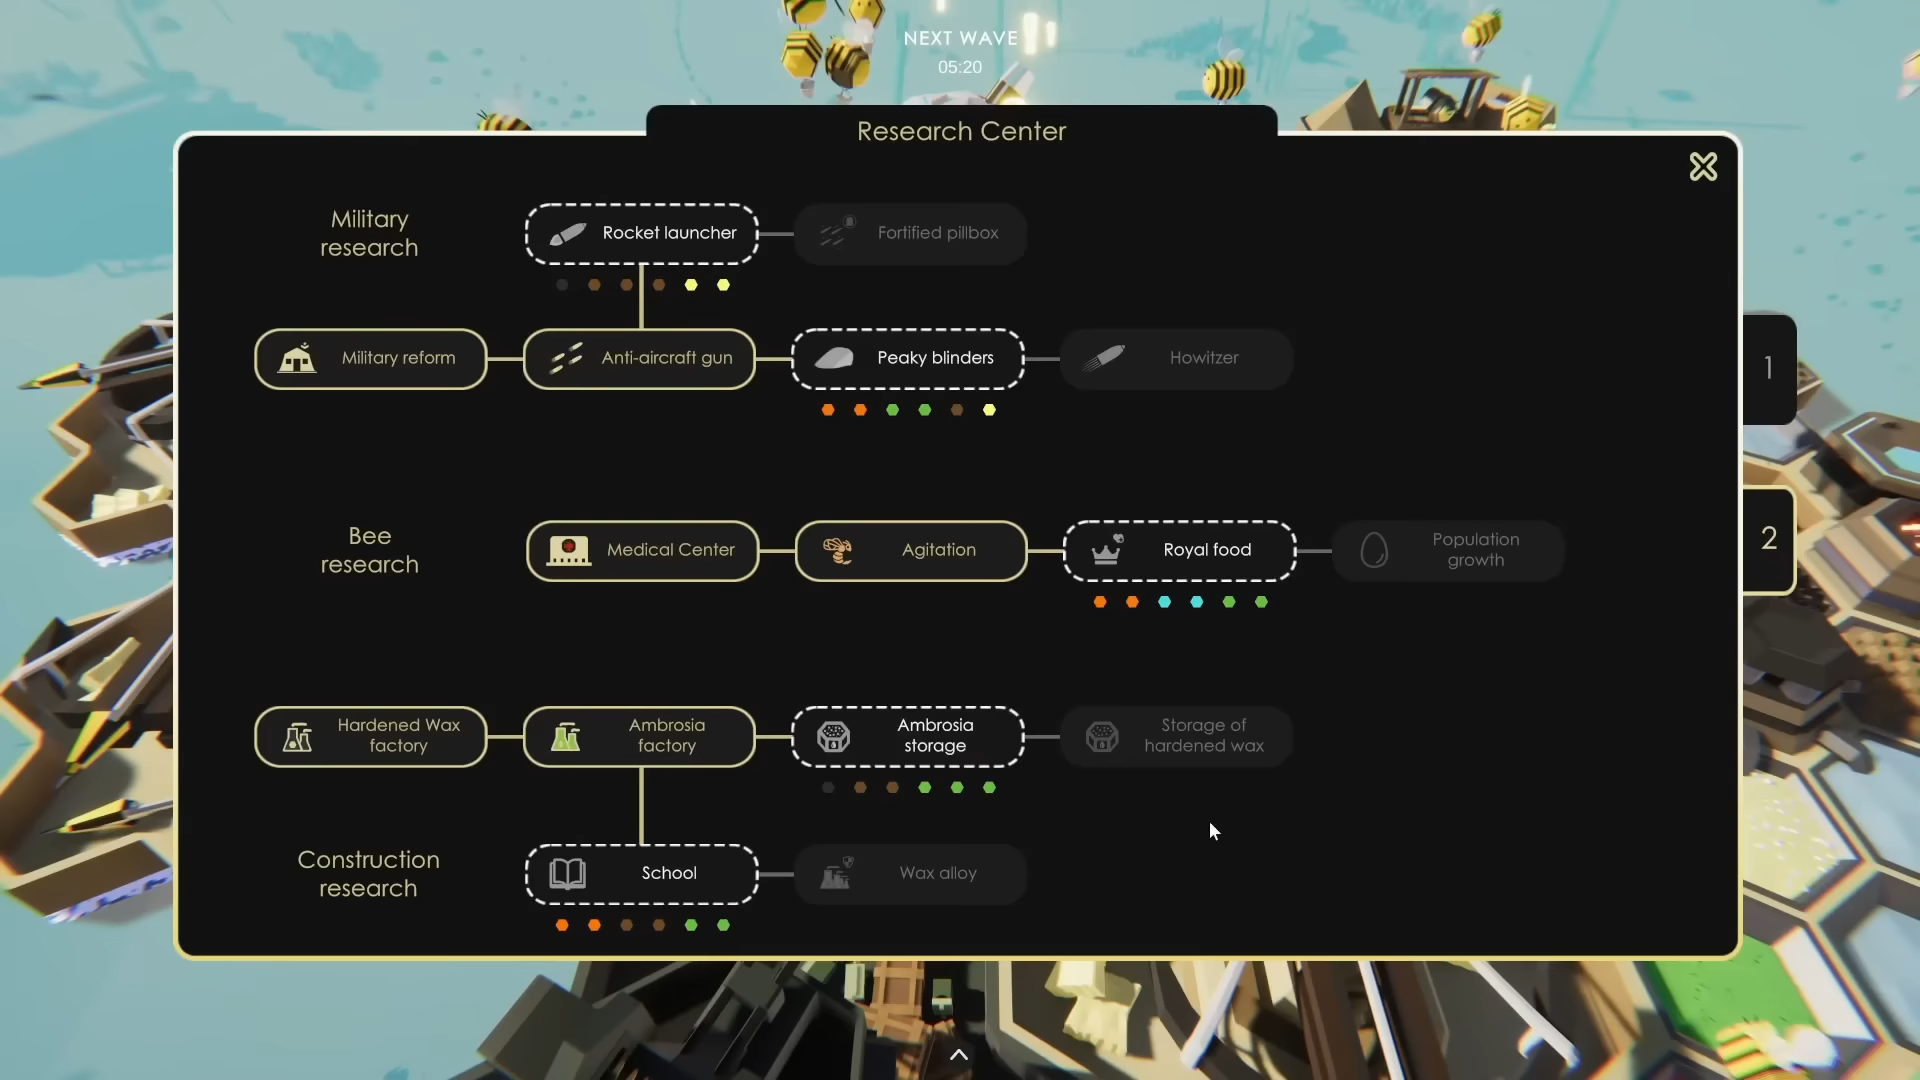 NEXT WAVE
05:20
Research Center
Military
research
Rocket launcher
Fortified pillbox
Military reform
Anti-aircraft gun
Peaky blinders
Howitzer
1
Bee
research
Medical Center
Agitation
Royal food
Population
growth
2
Hardened Wax
factory
Ambrosia
factory
Ambrosia
storage
Storage of
hardened wax
Construction
research
School
Wax alloy